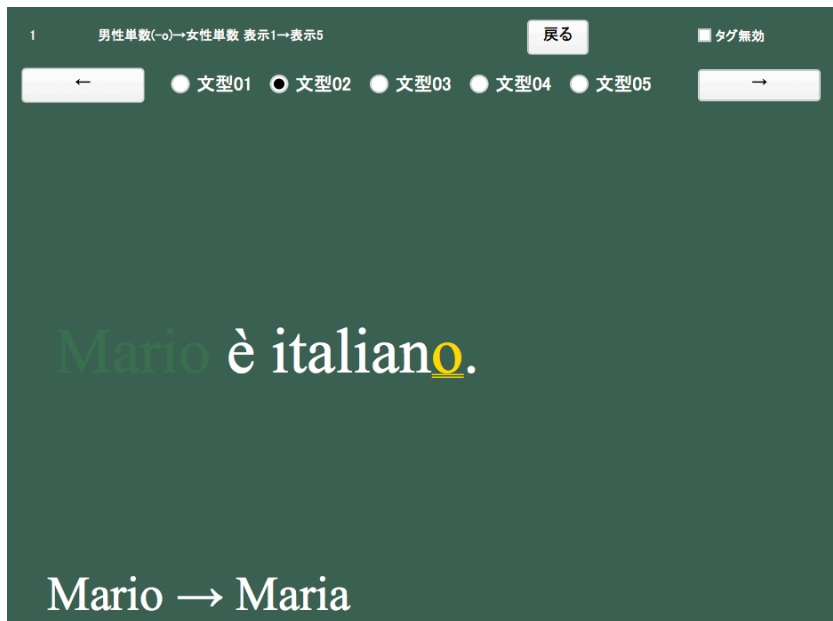 1 男性単数(-o)→女性単数 表示1→表示5 戻る タグ無効
← 文型01 文型02 文型03 文型04 文型05 →
Mario è italiano.
Mario → Maria